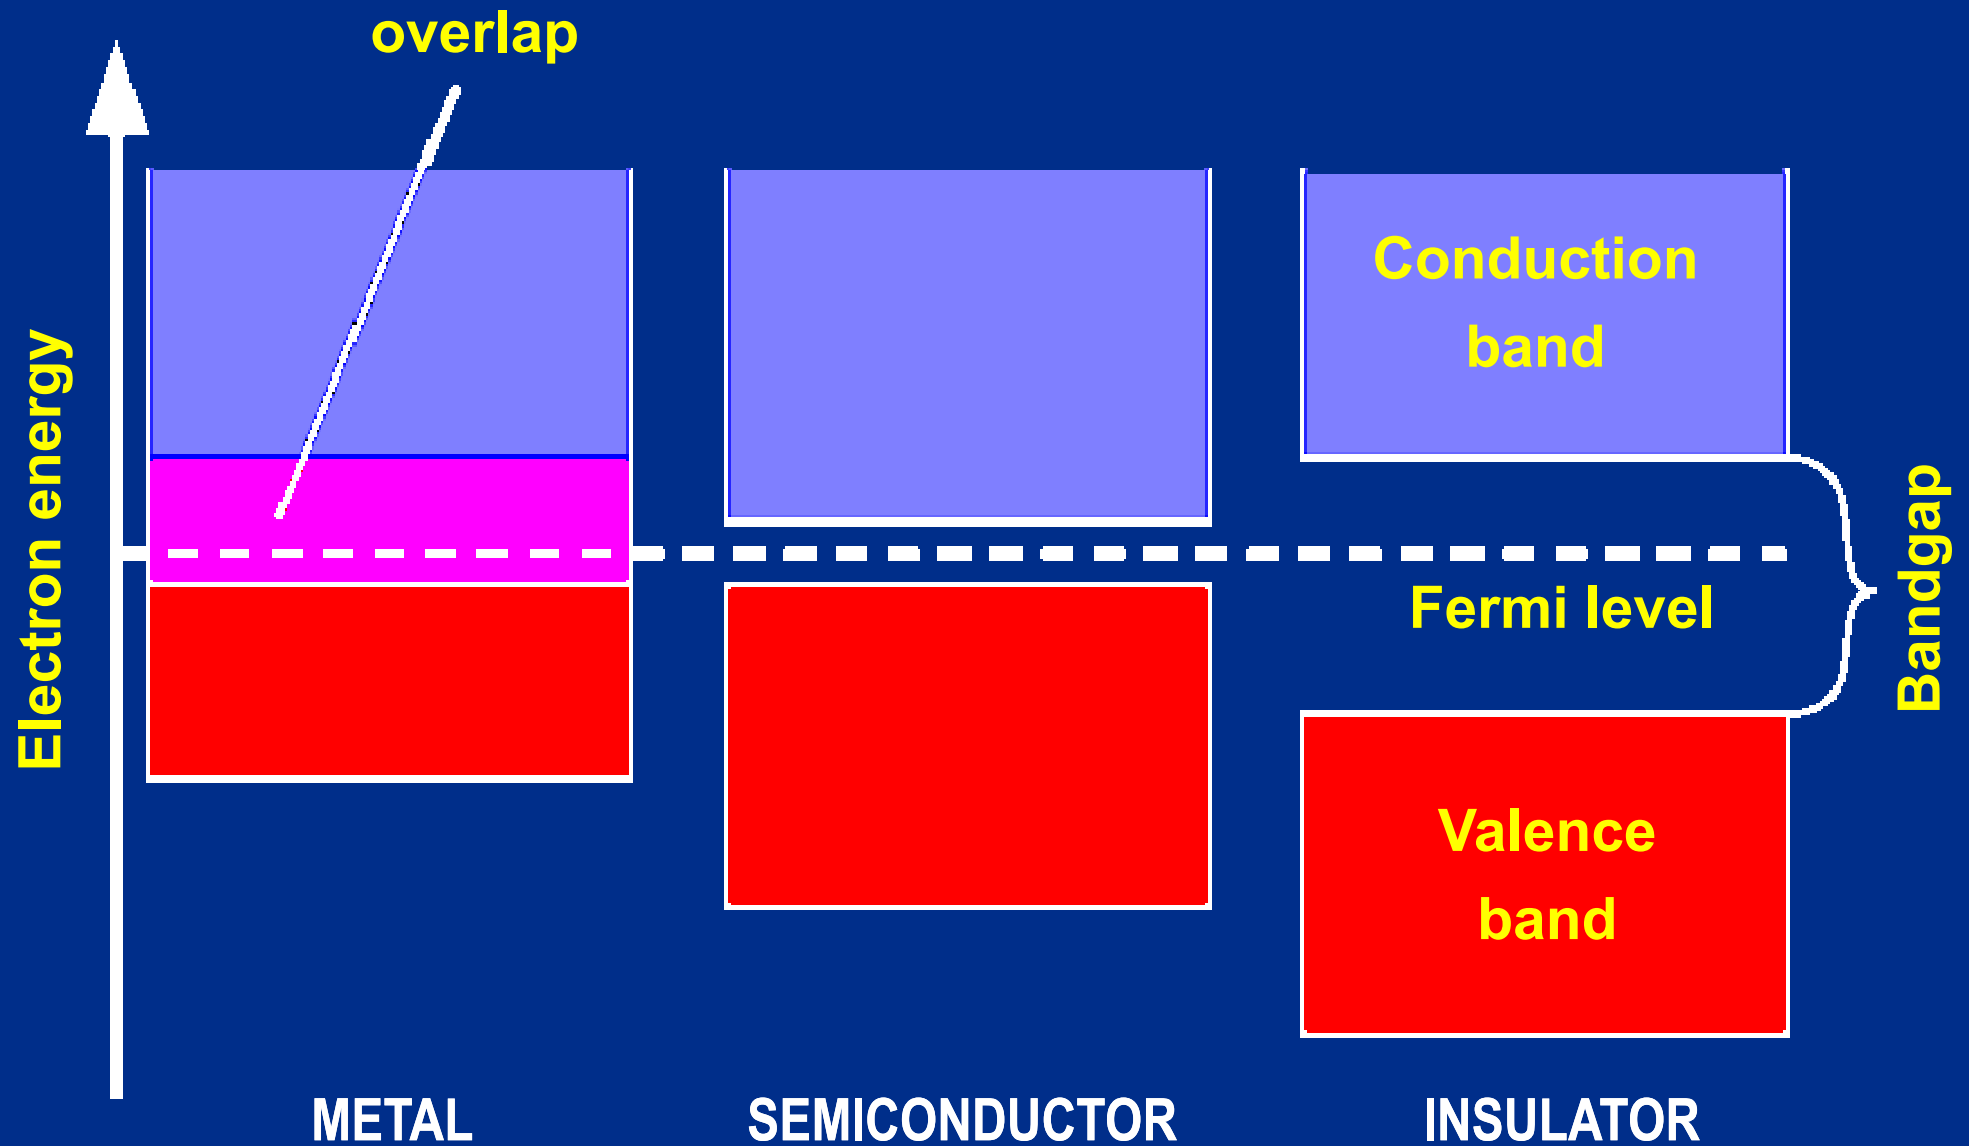 overlap
Electron energy
Conduction
band
Fermi level
Bandgap
Valence
band
METAL
SEMICONDUCTOR
INSULATOR